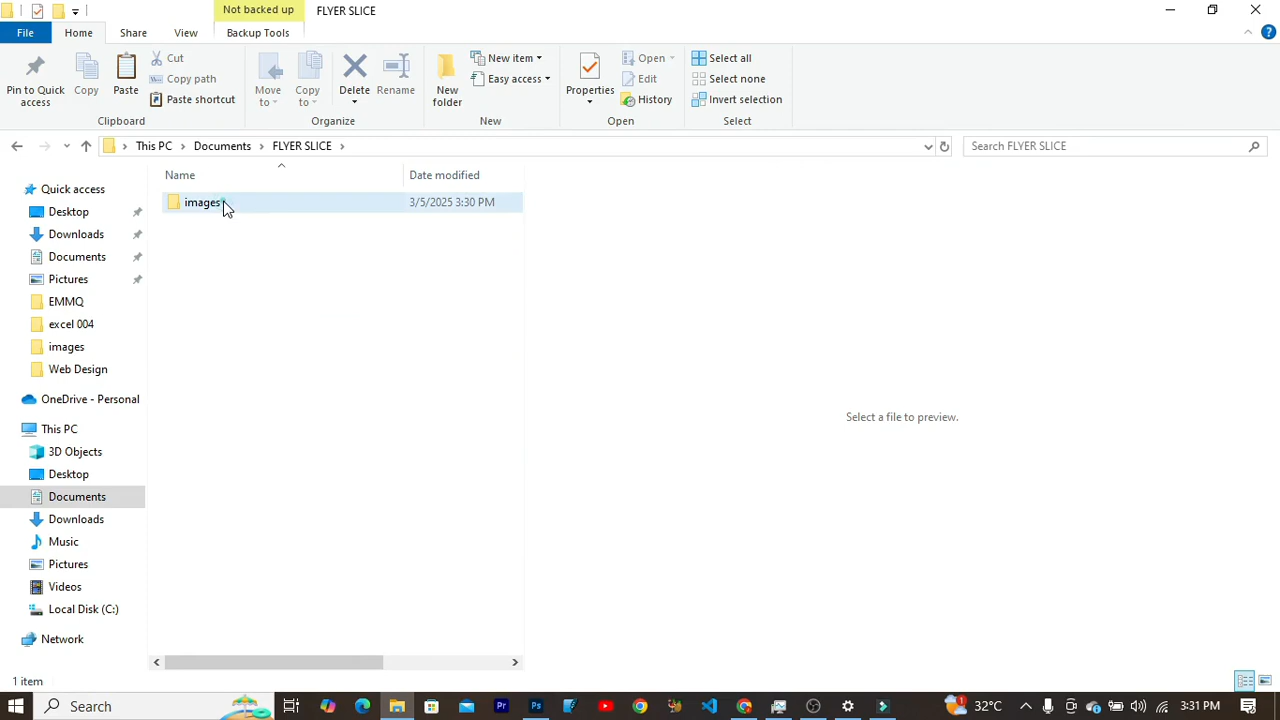 Not backed up
FLYER SLICE
File
Home
Share
View
Backup Tools
Pin to Quick
access
Copy
Paste
Cut
Copy path
Paste shortcut
Move
to
Copy
to
Delete
Rename
New
folder
New item
Easy access
Properties
Open
Edit
History
Select all
Select none
Invert selection
Clipboard
Organize
New
Open
Select
This PC
Documents
FLYER SLICE
Search FLYER SLICE
Name
Date modified
images
3/5/2025 3:30 PM
Quick access
Desktop
Downloads
Documents
Pictures
EMMQ
excel 004
images
Web Design
OneDrive - Personal
This PC
3D Objects
Desktop
Documents
Downloads
Music
Pictures
Videos
Local Disk (C:)
Network
Select a file to preview.
1 item
Search
Pr
Ps
32°C
3:31 PM